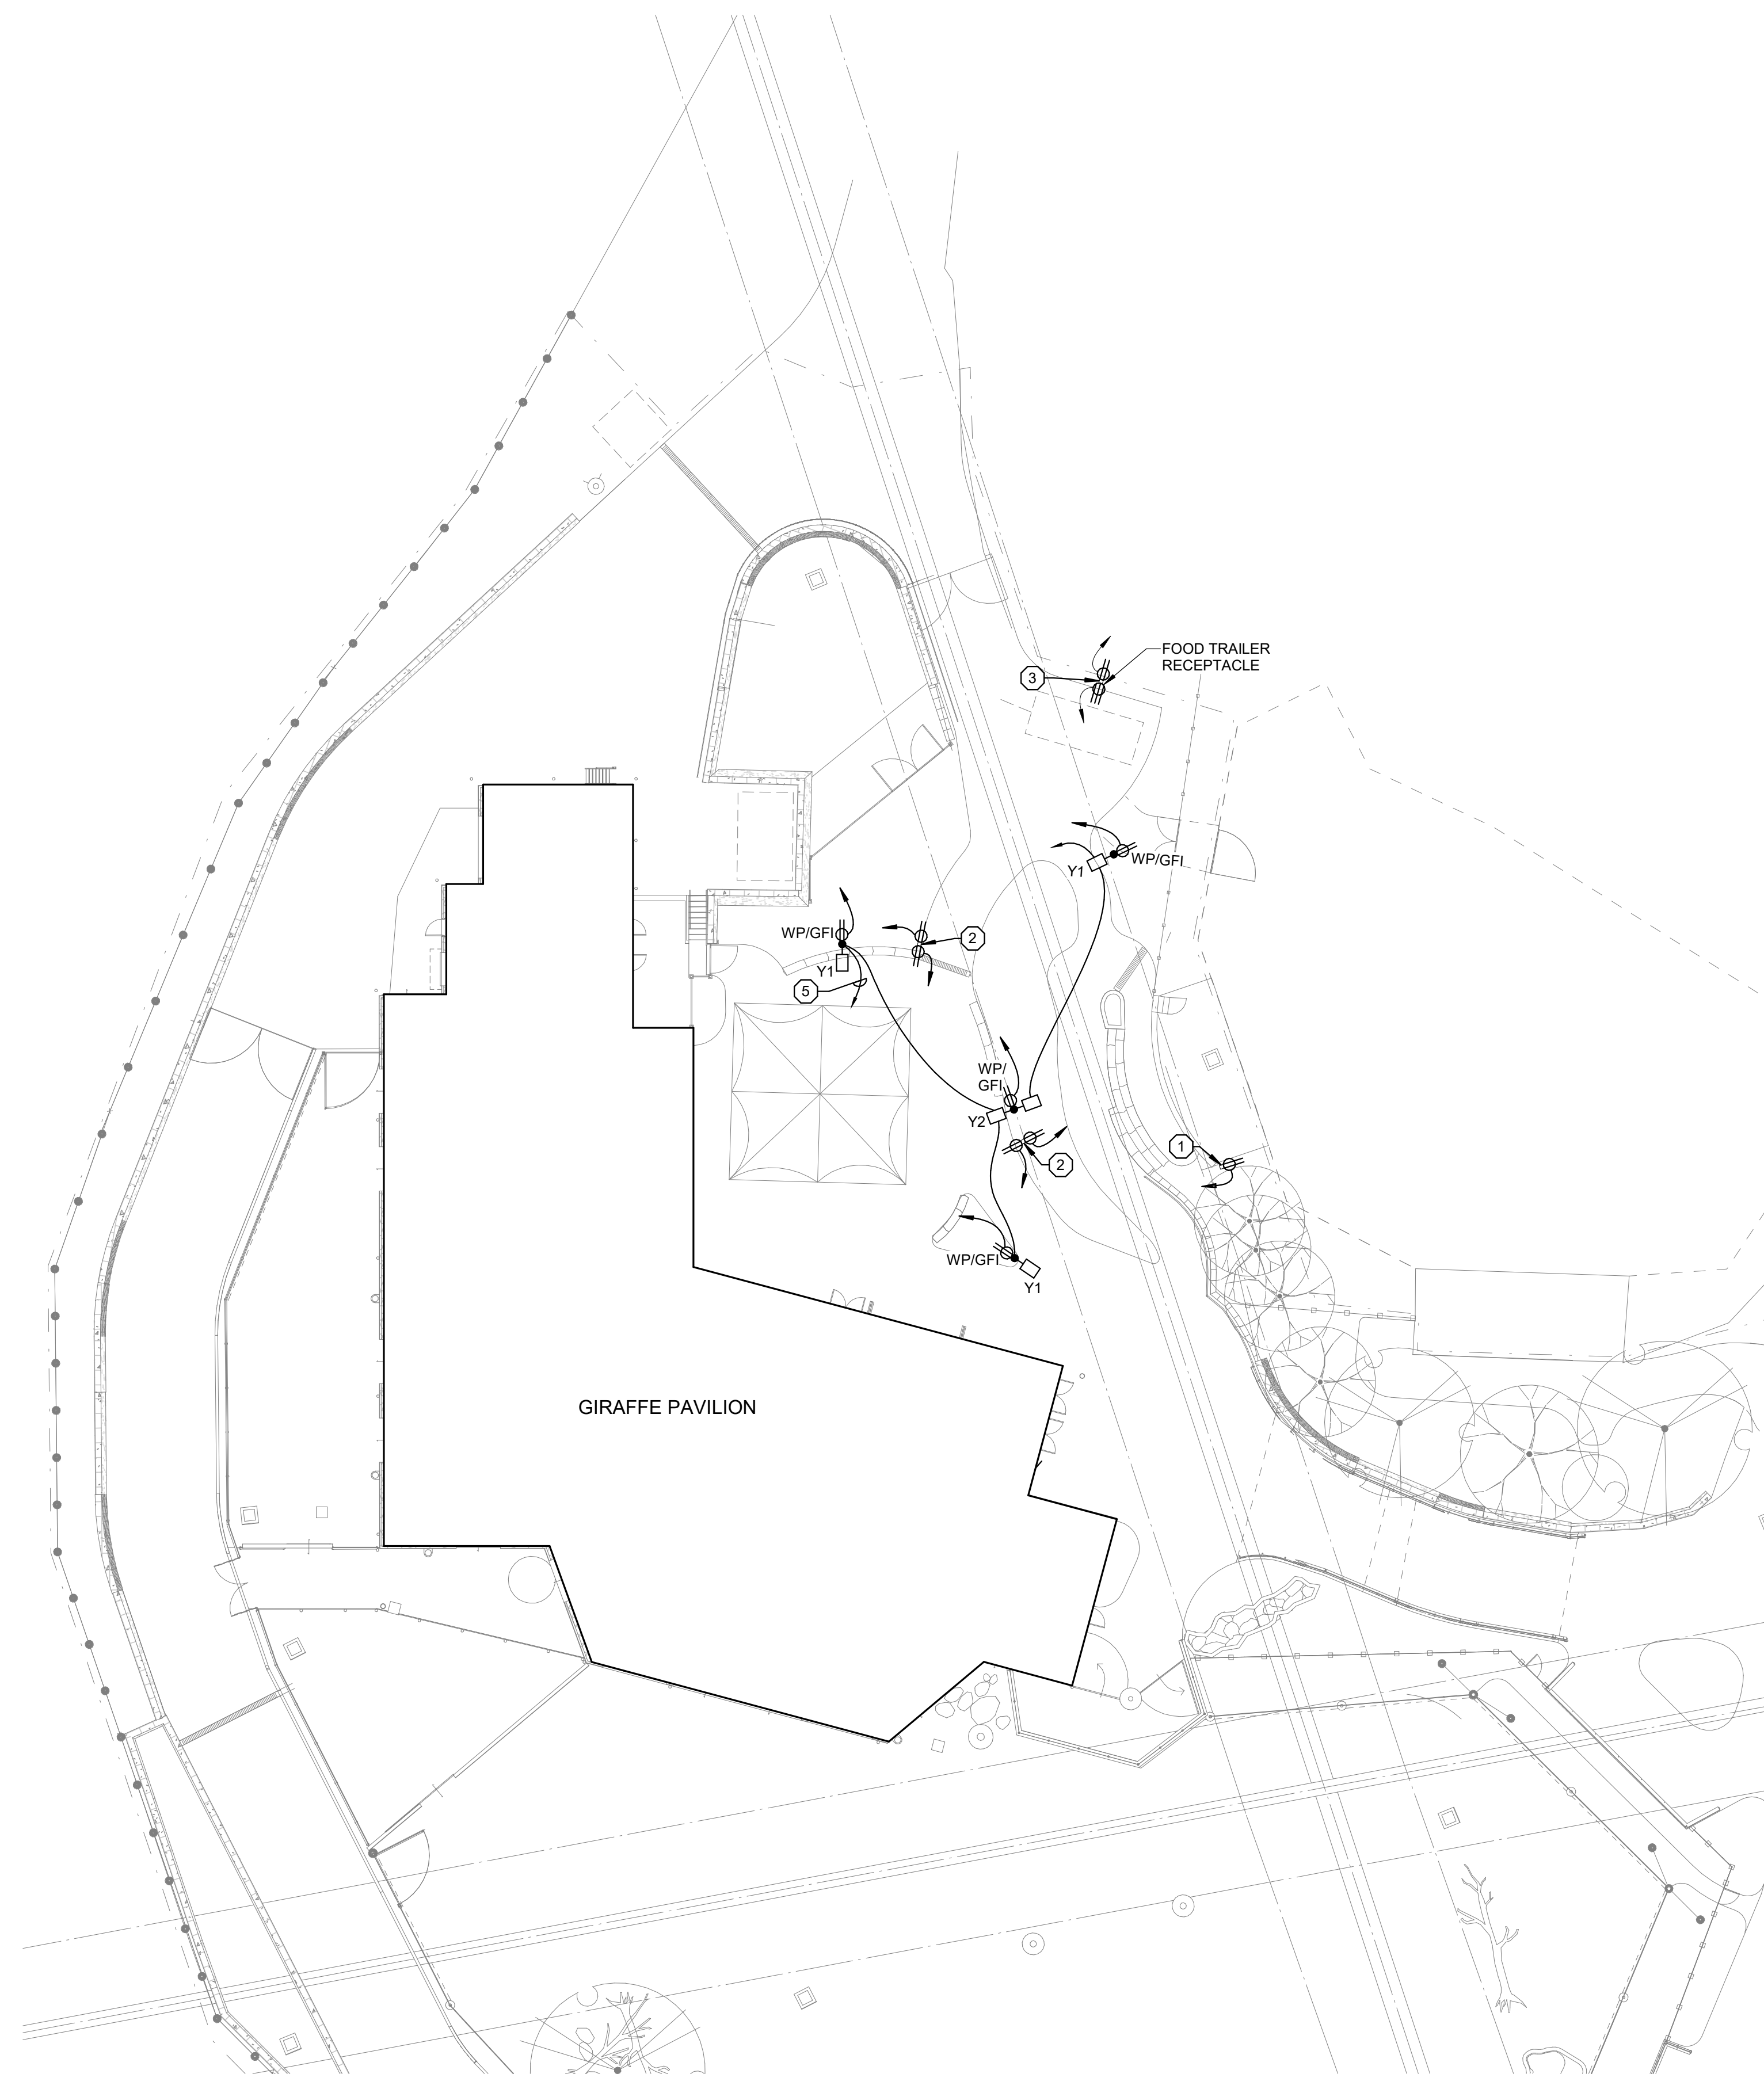 FOOD TRAILER
RECEPTACLE
3
WP/GFI
Y1
WP/GFI
2
Y1
5
WP/
GFI
Y2
1
2
WP/GFI
Y1
GIRAFFE PAVILION